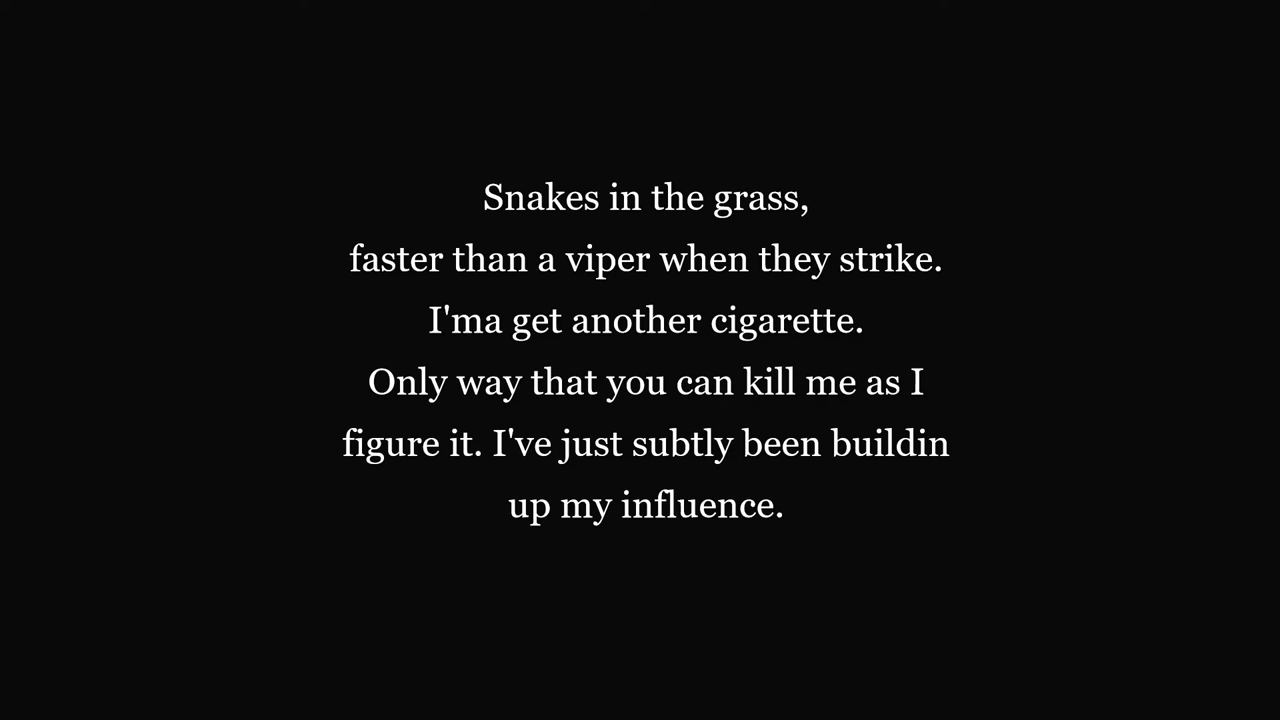 Snakes in the grass,
faster than a viper when they strike.
I'ma get another cigarette.
Only way that you can kill me as I
figure it. I've just subtly been buildin
up my influence.